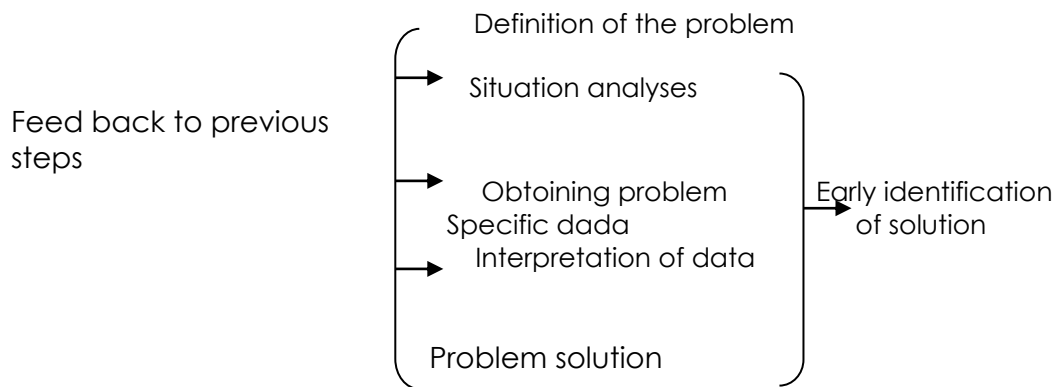 Definition of the problem
Situation analyses
Feed back to previous
steps
Obtoining problem
Specific dada
Interpretation of data
Early identification
of solution
Problem solution